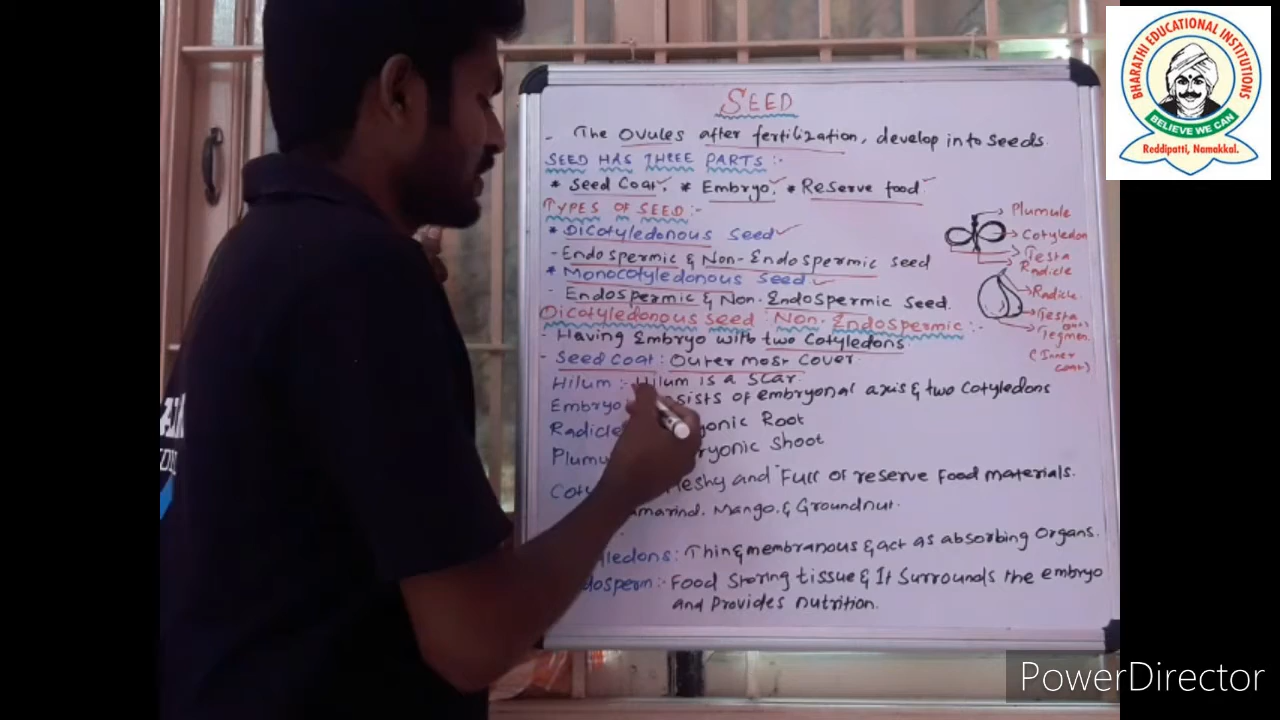 SEED
- The ovules after fertilization, develop into seeds.
SEED HAS THREE PARTS :-
* Seed Coat, * Embryo, * Reserve food
TYPES OF SEED:-
* Dicotyledonous Seed
- Endospermic & Non-Endospermic seed
* Monocotyledonous Seed
- Endospermic & Non-Endospermic Seed.
Dicotyledonous seed : Non-Endospermic :-
- Having Embryo with two Cotyledons
- Seed coat : Outer most Cover.
Hilum :- Hilum is a Scar.
Embryo sists of embryonal axis & two Cotyledons
Radicle yonic Root
Plumu ryonic Shoot
Coty leshy and Full of reserve Food materials.
marind, Mango, & Groundnut.
ledons: Thin & membranous & act as absorbing Organs.
dosperm:- Food storing tissue & It Surrounds the embryo
and Provides nutrition.
Plumule
Cotyledon
Testa
Radicle
Radicle
Testa
Tegmen
(Inner
coat)
BHARATHI EDUCATIONAL INSTITUTIONS
BELIEVE WE CAN
Reddipatti, Namakkal.
PowerDirector